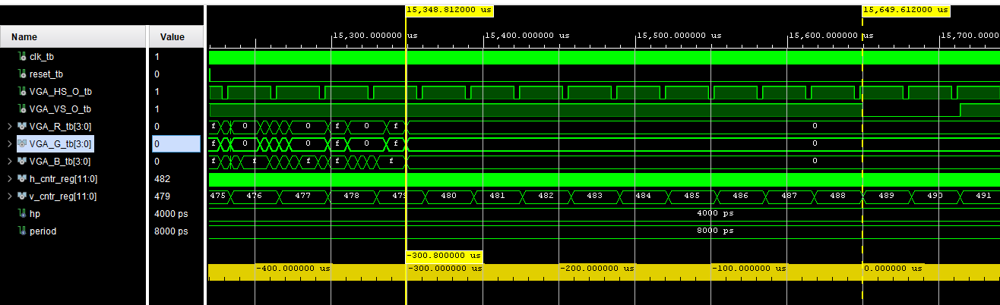 15,348.812000 us 15,649.612000 us
Name Value
15,300.000000 us 15,400.000000 us 15,500.000000 us 15,600.000000 us 15,700.
clk_tb 1
reset_tb 0
VGA_HS_O_tb 1
VGA_VS_O_tb 1
VGA_R_tb[3:0] 0 f 0 0 f 0 f 0
VGA_G_tb[3:0] 0 f 0 0 f 0 f 0
VGA_B_tb[3:0] 0 f f f f f 0
h_cntr_reg[11:0] 482
v_cntr_reg[11:0] 479 475 476 477 478 479 480 481 482 483 484 485 486 487 488 489 490 491
hp 4000 ps 4000 ps
period 8000 ps 8000 ps
-300.800000 us
-400.000000 us -300.000000 us -200.000000 us -100.000000 us 0.000000 us